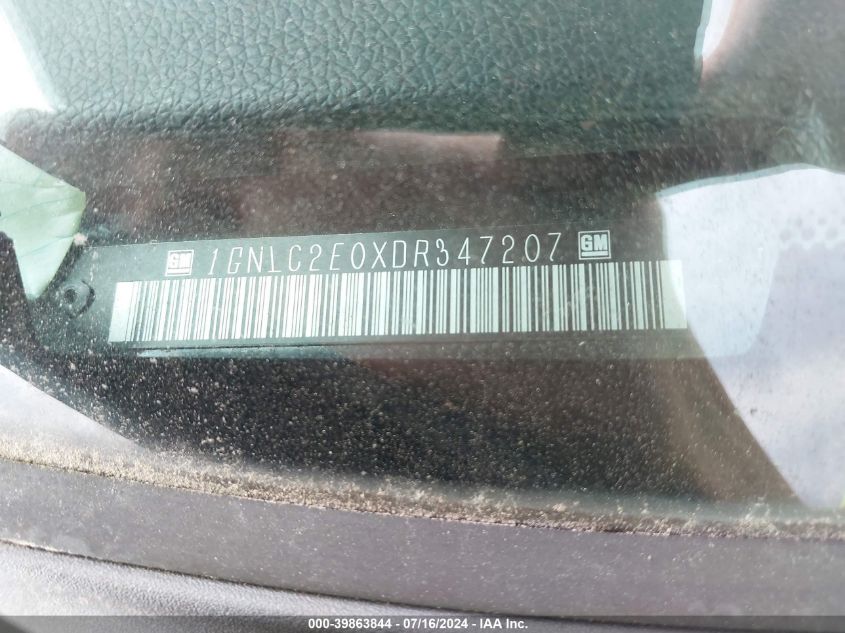 GM 1GNLC2E0XDR347207 GM
000-39863844 - 07/16/2024 - © IAA, Inc.